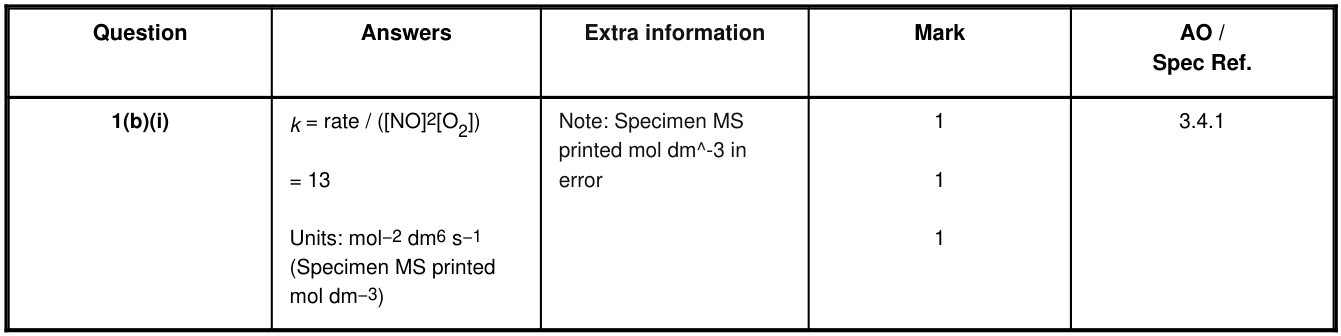 Question Answers Extra information Mark AO /
Spec Ref.
1(b)(i) k = rate / ([NO]²[O₂]) Note: Specimen MS 1 3.4.1
printed mol dm^-3 in
= 13 error 1
Units: mol⁻² dm⁶ s⁻¹ 1
(Specimen MS printed
mol dm⁻³)